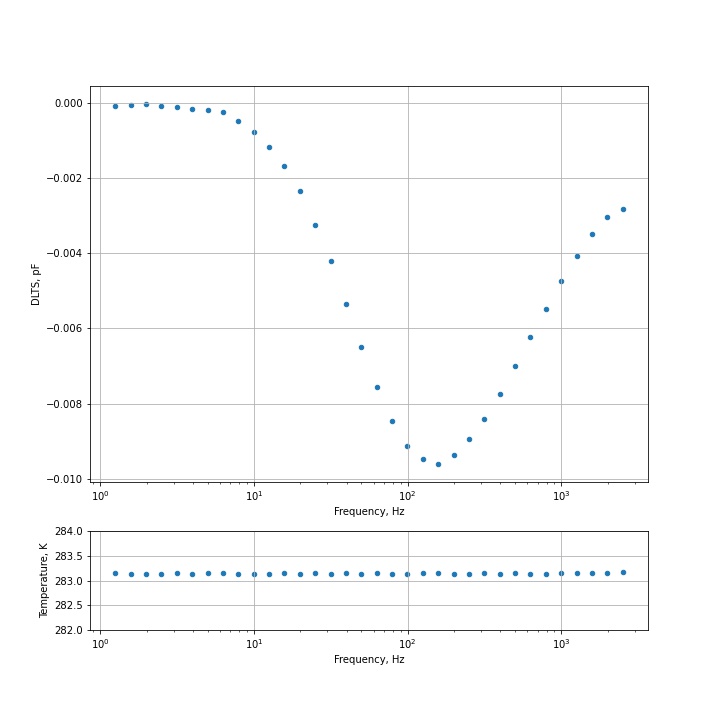 0.000
−0.002
−0.004
−0.006
−0.008
−0.010
DLTS, pF
10⁰ 10¹ 10² 10³
Frequency, Hz
284.0
283.5
283.0
282.5
282.0
Temperature, K
10⁰ 10¹ 10² 10³
Frequency, Hz